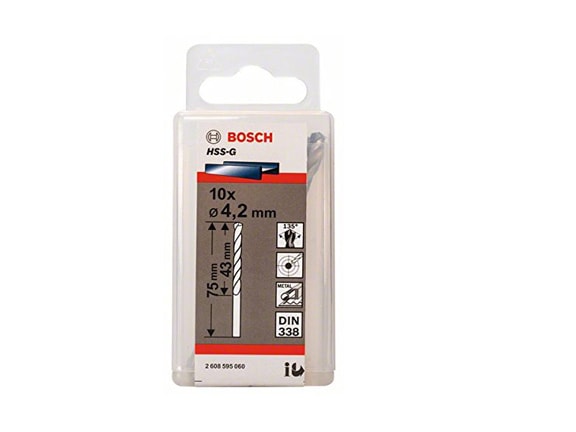 BOSCH
HSS-G
10x
ø 4,2 mm
135°
75 mm
43 mm
METAL
DIN
338
2 608 595 060